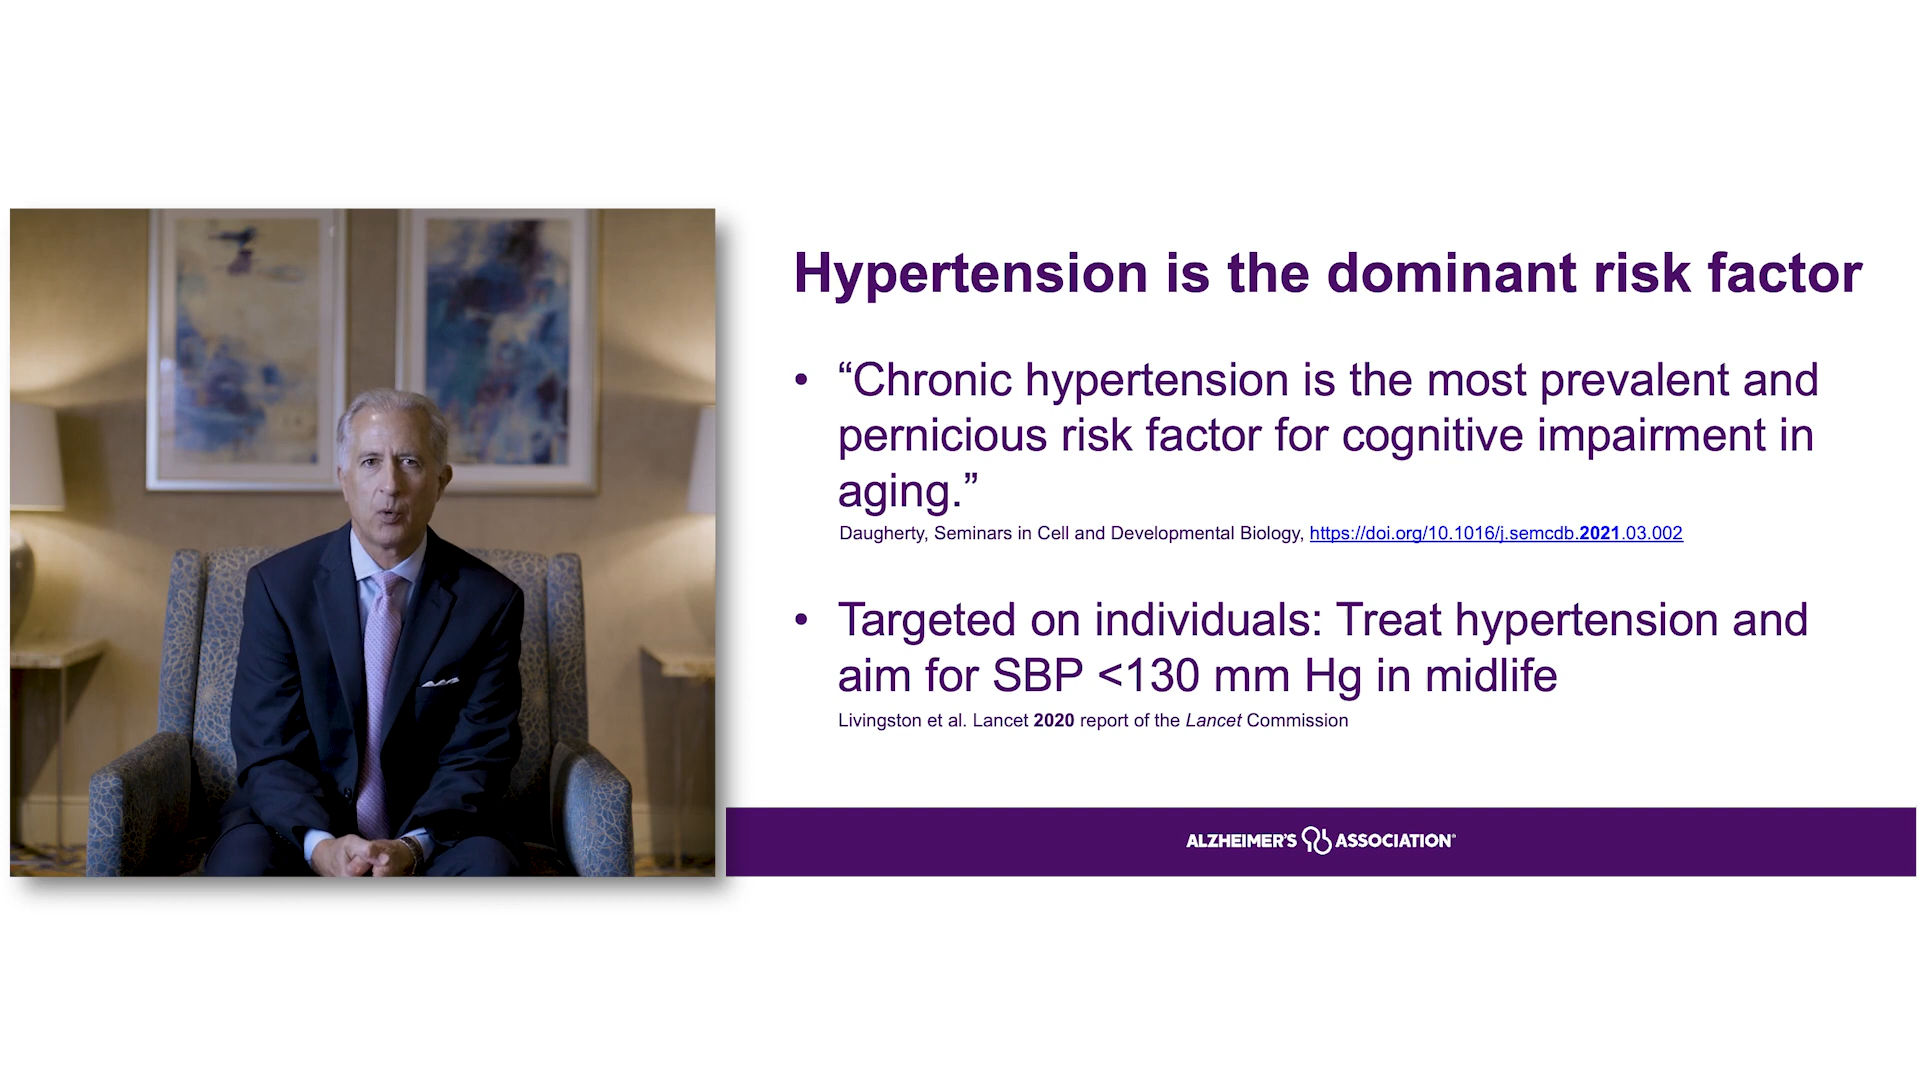 Hypertension is the dominant risk factor
• “Chronic hypertension is the most prevalent and
pernicious risk factor for cognitive impairment in
aging.”
Daugherty, Seminars in Cell and Developmental Biology, https://doi.org/10.1016/j.semcdb.2021.03.002
• Targeted on individuals: Treat hypertension and
aim for SBP <130 mm Hg in midlife
Livingston et al. Lancet 2020 report of the Lancet Commission
ALZHEIMER'S ASSOCIATION®